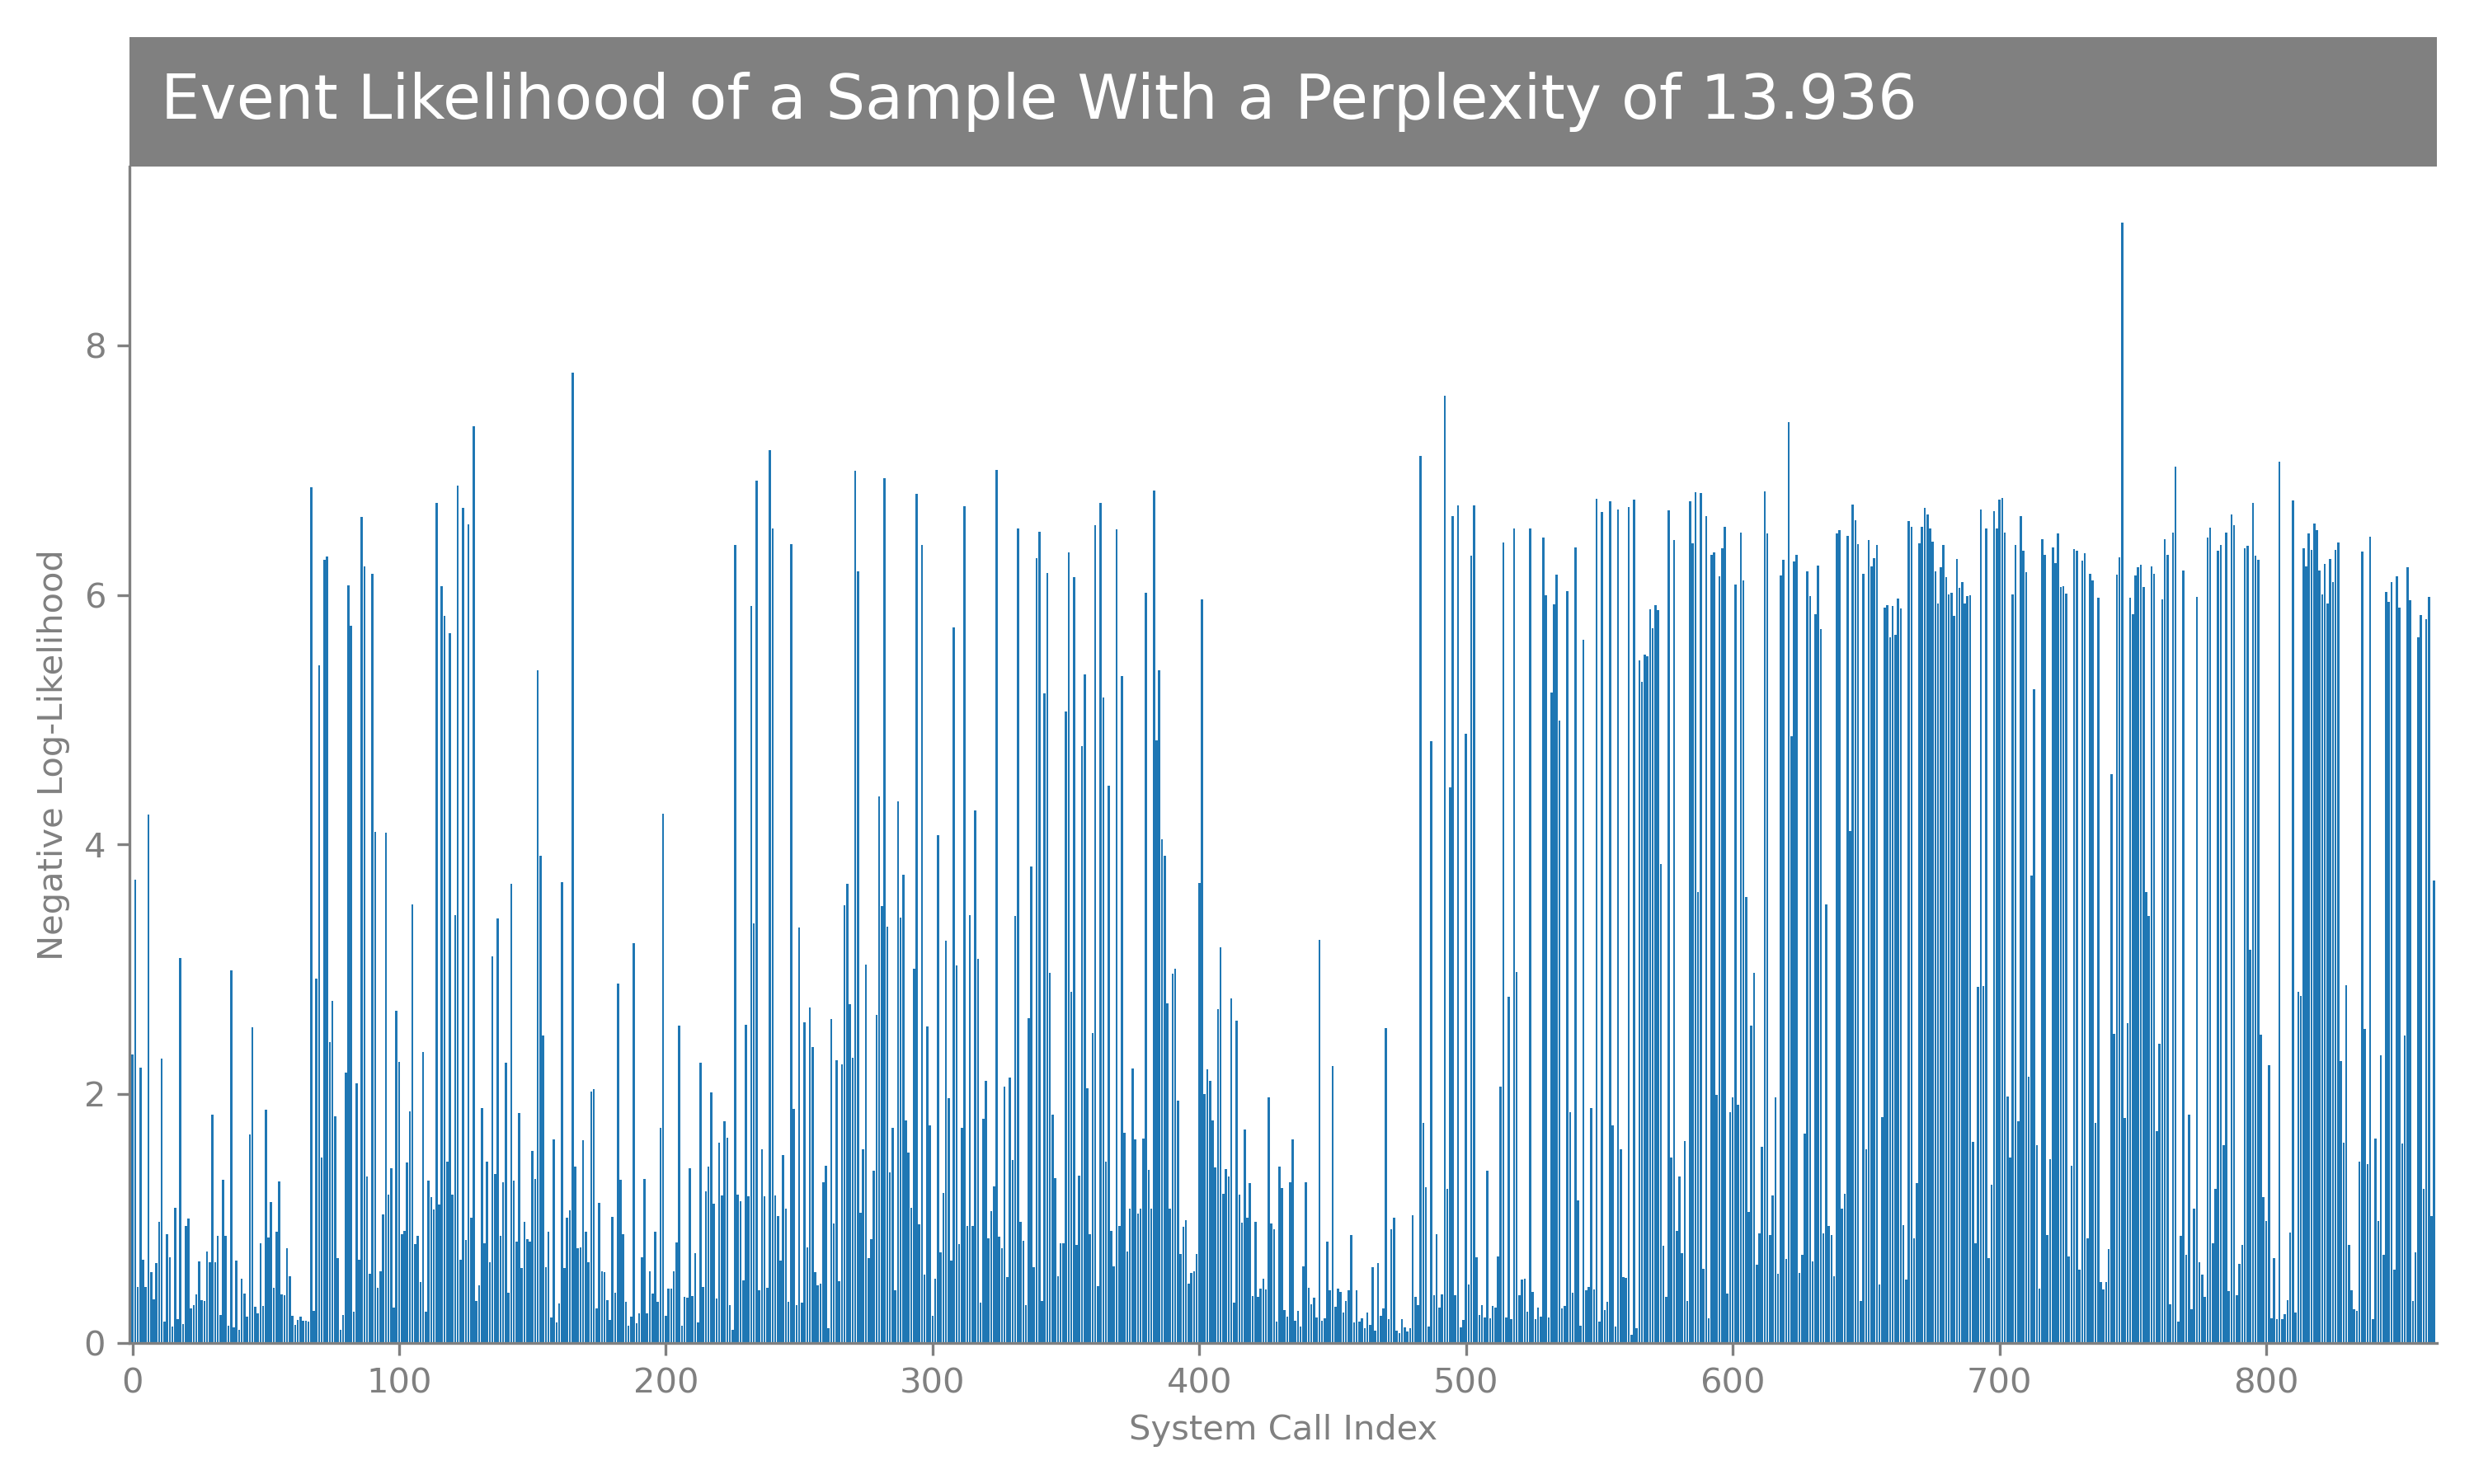 Event Likelihood of a Sample With a Perplexity of 13.936
8
6
4
2
0
Negative Log-Likelihood
0 100 200 300 400 500 600 700 800
System Call Index